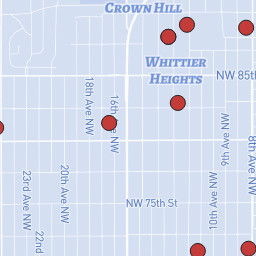 CROWN HILL
WHITTIER
HEIGHTS
NW 85th
18th Ave NW
16th Ave NW
9th Ave NW
8th Ave NW
20th Ave NW
23rd Ave NW
NW 75th St
10th Ave NW
22nd